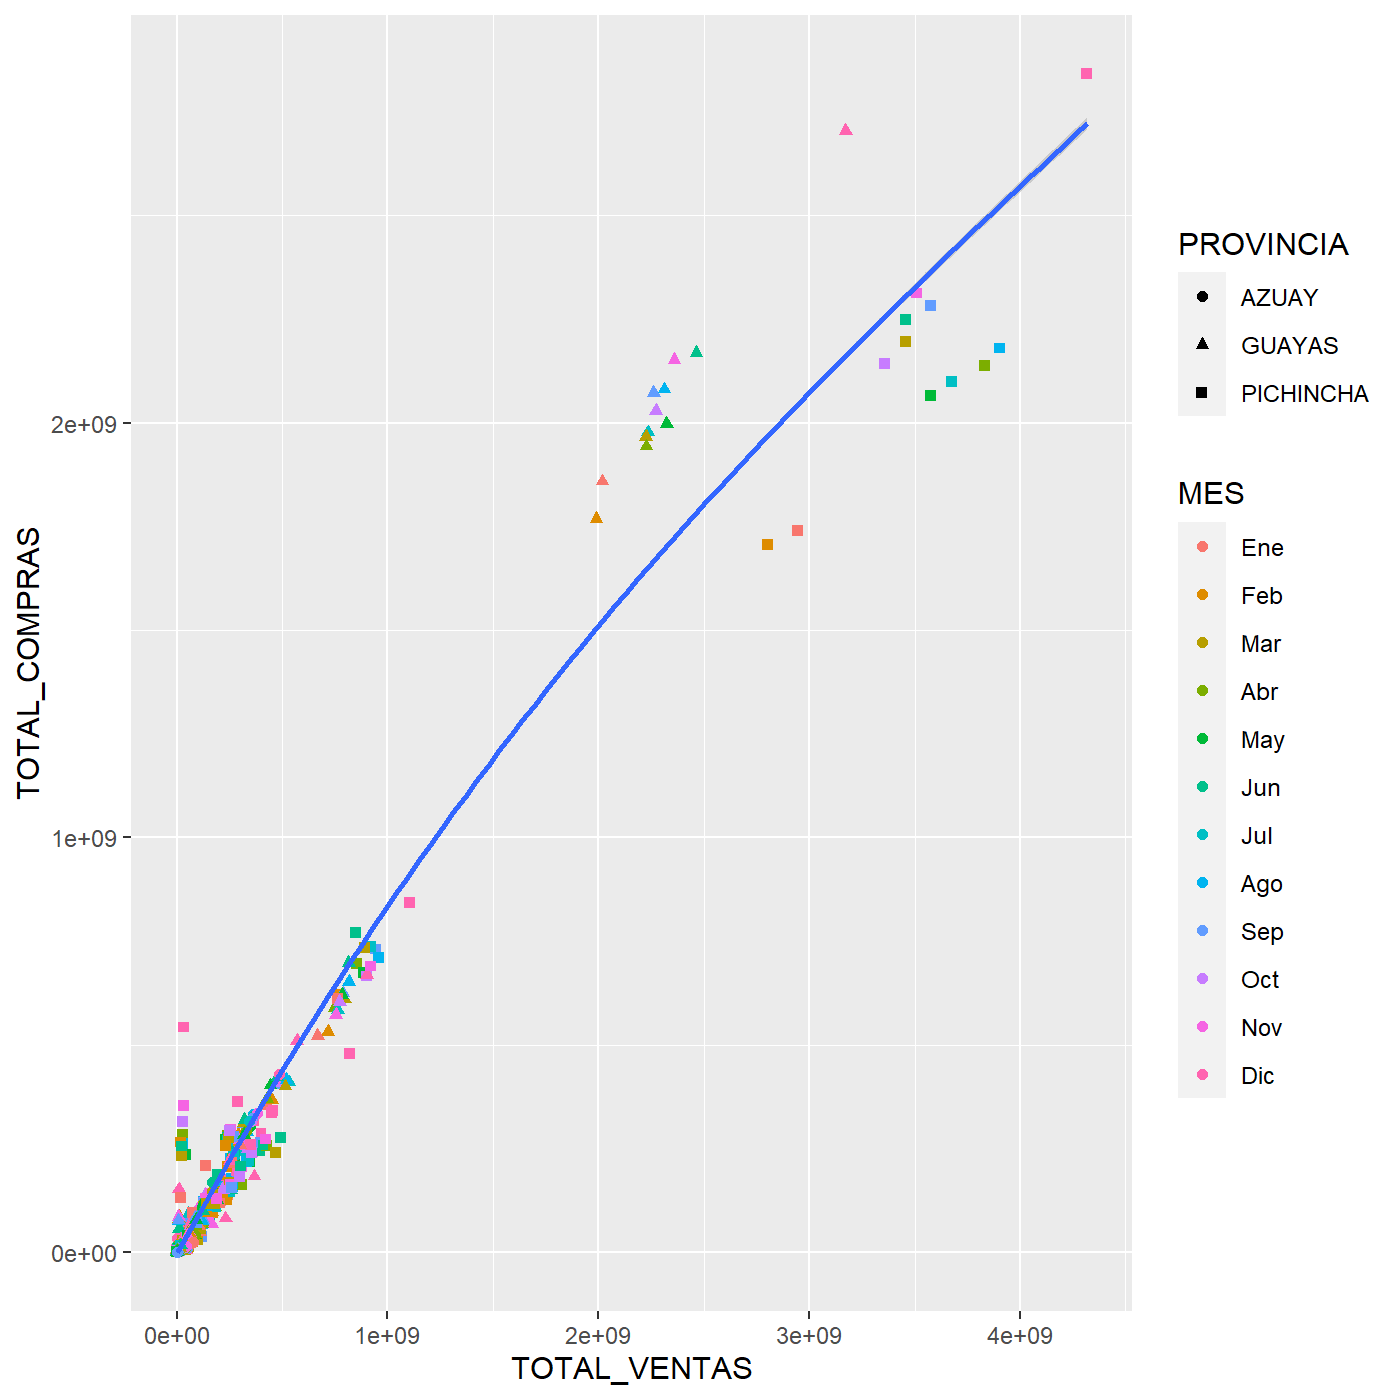 PROVINCIA
AZUAY
GUAYAS
PICHINCHA
MES
Ene
Feb
Mar
Abr
May
Jun
Jul
Ago
Sep
Oct
Nov
Dic
TOTAL_COMPRAS
2e+09
1e+09
0e+00
0e+00 1e+09 2e+09 3e+09 4e+09
TOTAL_VENTAS